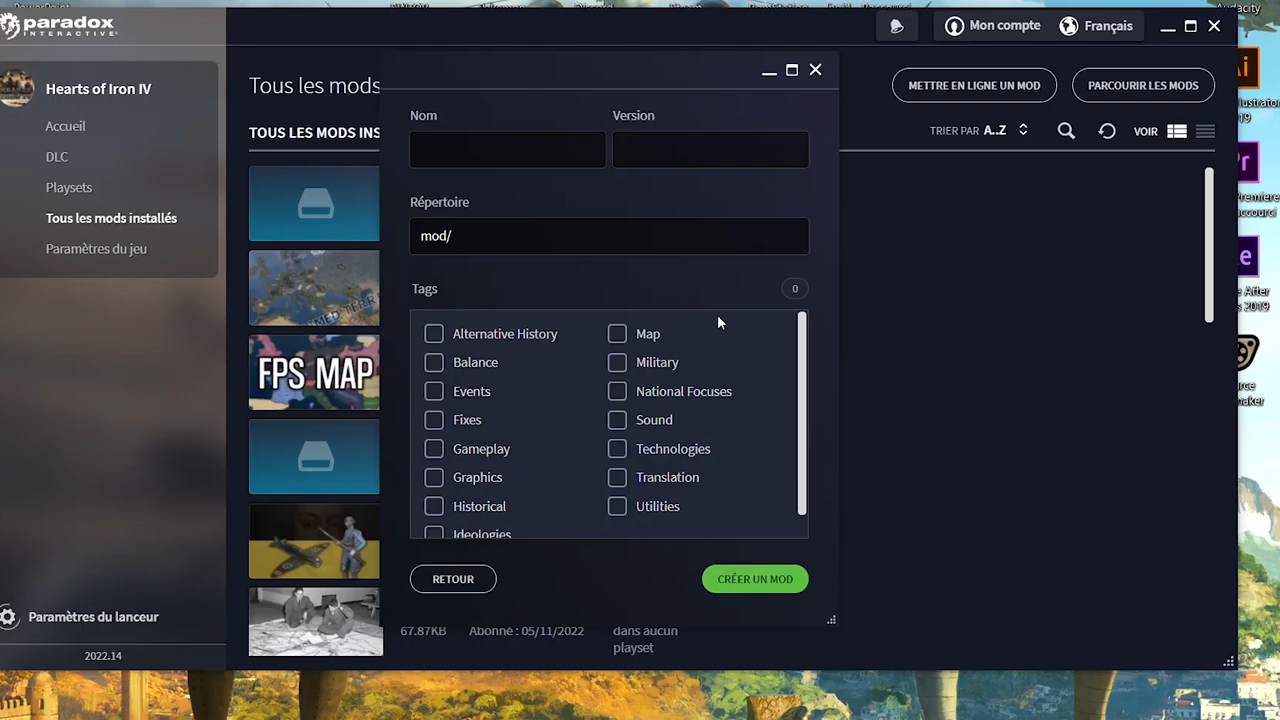 paradox
INTERACTIVE
Mon compte
Français
Hearts of Iron IV
Accueil
DLC
Playsets
Tous les mods installés
Paramètres du jeu
Paramètres du lanceur
2022.14
Tous les mods
METTRE EN LIGNE UN MOD
PARCOURIR LES MODS
TOUS LES MODS INS
TRIER PAR A..Z
VOIR
FPS MAP
Nom
Version
Répertoire
mod/
Tags
0
Alternative History
Map
Balance
Military
Events
National Focuses
Fixes
Sound
Gameplay
Technologies
Graphics
Translation
Historical
Utilities
Ideologies
RETOUR
CRÉER UN MOD
67.87KB
Abonné : 05/11/2022
dans aucun
playset